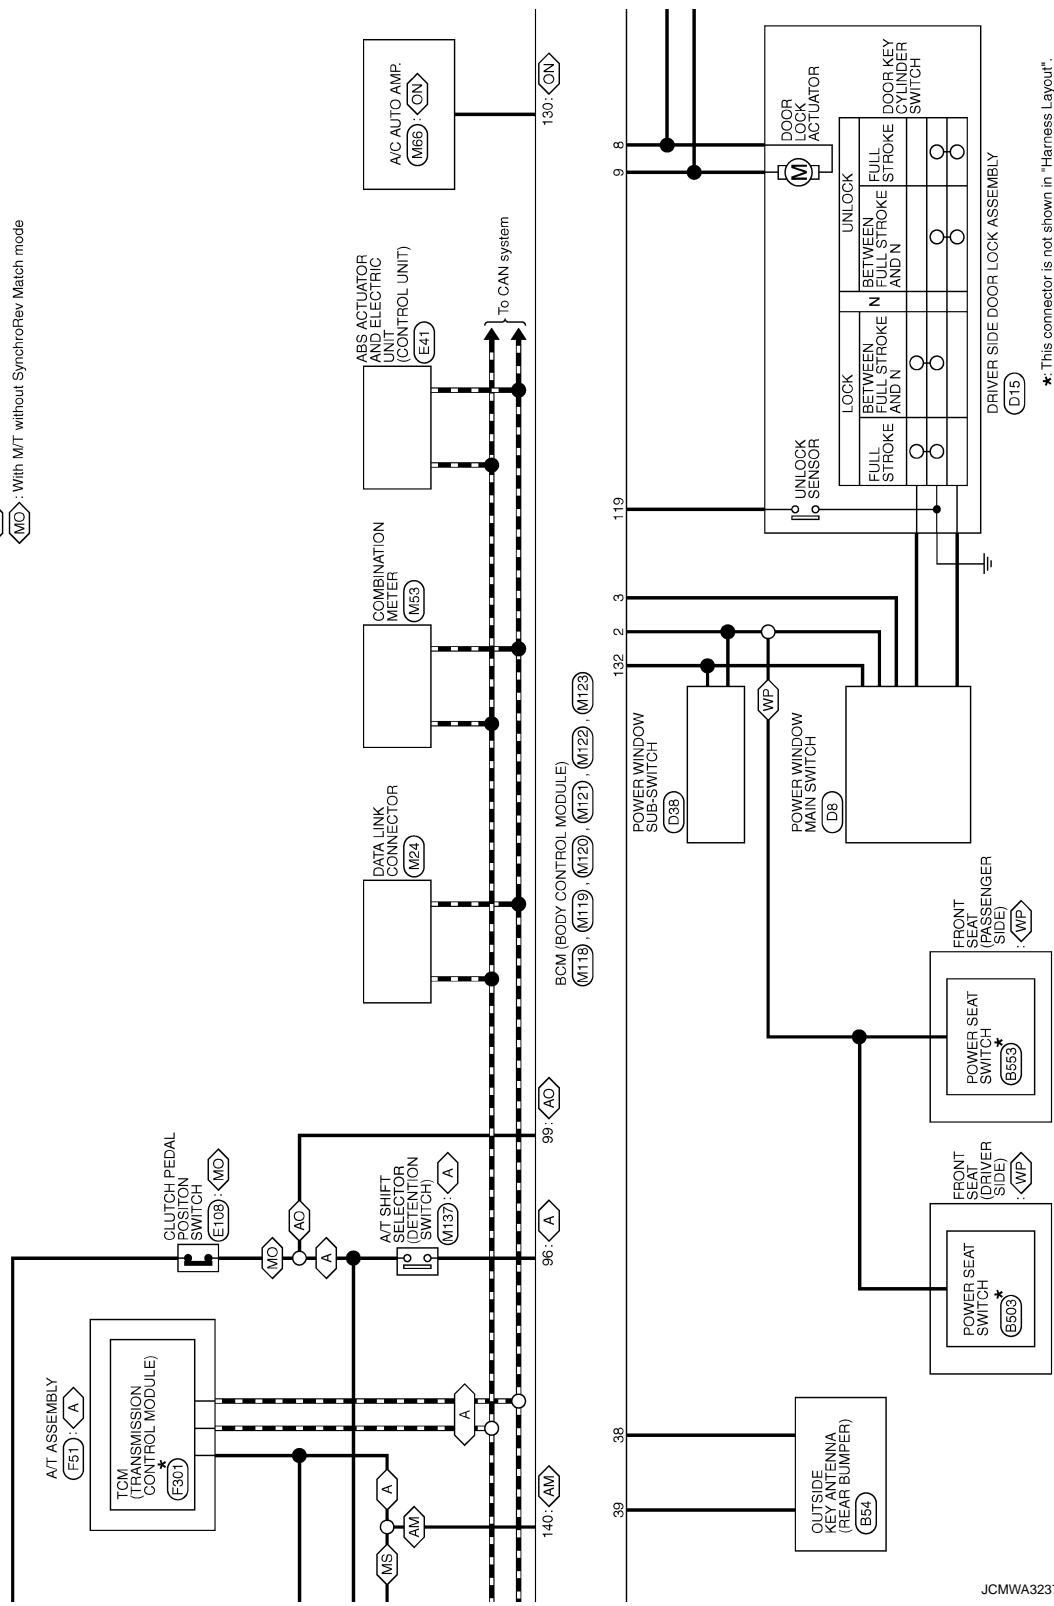 MO : With M/T without SynchroRev Match mode
A/T ASSEMBLY
F51 : A
TCM
(TRANSMISSION
CONTROL MODULE)
★
F301
CLUTCH PEDAL
POSITON
SWITCH
E108 : MO
MO
AO
A
A/T SHIFT
SELECTOR
(DETENTION
SWITCH)
M137 : A
A
A
MS
AM
DATA LINK
CONNECTOR
M24
COMBINATION
METER
M53
ABS ACTUATOR
AND ELECTRIC
UNIT
(CONTROL UNIT)
E41
To CAN system
A/C AUTO AMP.
M66 : ON
140: AM
96: A
99: AO
130: ON
BCM (BODY CONTROL MODULE)
M118 , M119 , M120 , M121 , M122 , M123
39
38
132
2
3
119
9
8
OUTSIDE
KEY ANTENNA
(REAR BUMPER)
B54
FRONT
SEAT
(DRIVER
SIDE)
: WP
POWER SEAT
SWITCH
★
B503
FRONT
SEAT
(PASSENGER
SIDE)
: WP
POWER SEAT
SWITCH
★
B553
POWER WINDOW
SUB-SWITCH
D38
WP
POWER WINDOW
MAIN SWITCH
D8
UNLOCK
SENSOR
DOOR
LOCK
ACTUATOR
M
LOCK
N
UNLOCK
FULL
STROKE
BETWEEN
FULL STROKE
AND N
BETWEEN
FULL STROKE
AND N
FULL
STROKE
DOOR KEY
CYLINDER
SWITCH
DRIVER SIDE DOOR LOCK ASSEMBLY
D15
★: This connector is not shown in "Harness Layout".
JCMWA3237